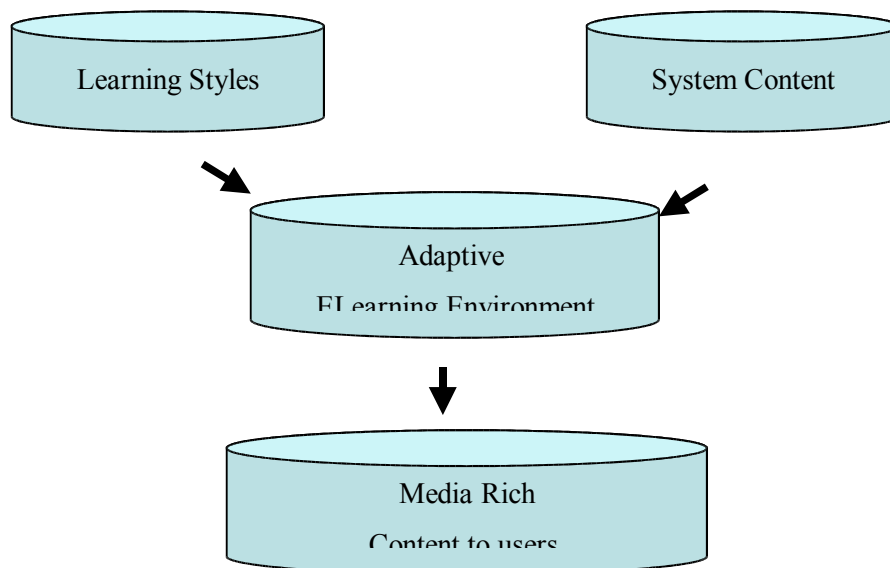 Learning Styles
System Content
Adaptive
ELearning Environment
Media Rich
Content to users